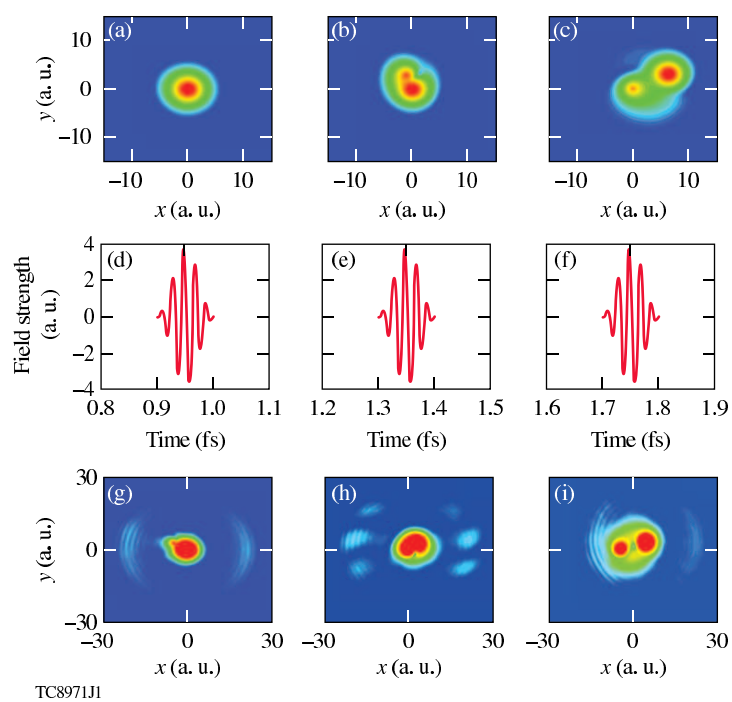 (a) (b) (c)
10
0
−10
y (a. u.)
−10 0 10 −10 0 10 −10 0 10
x (a. u.) x (a. u.) x (a. u.)
(d) (e) (f)
4
2
0
−2
−4
Field strength
(a. u.)
0.8 0.9 1.0 1.1 1.2 1.3 1.4 1.5 1.6 1.7 1.8 1.9
Time (fs) Time (fs) Time (fs)
(g) (h) (i)
30
0
−30
y (a. u.)
−30 0 30 −30 0 30 −30 0 30
x (a. u.) x (a. u.) x (a. u.)
TC8971J1